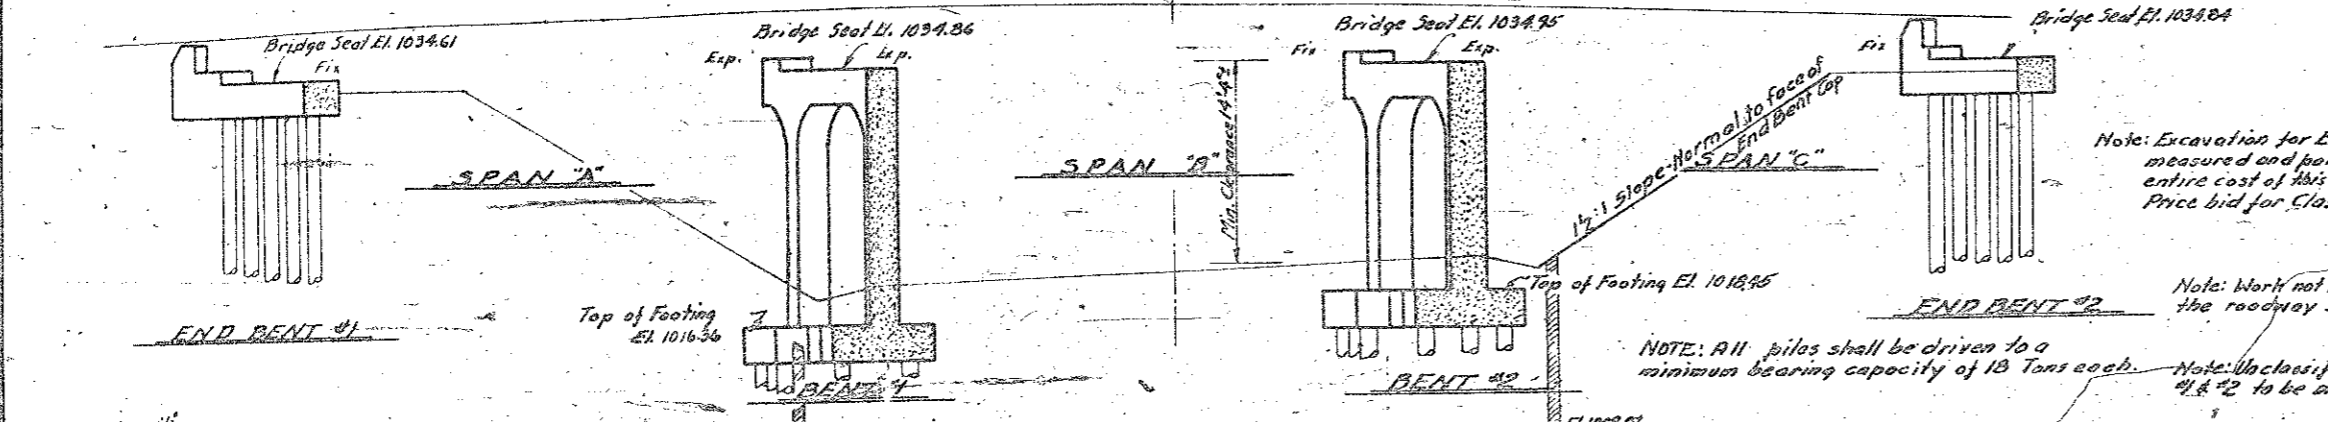 Bridge Seat El. 1034.61
Fix
Bridge Seat El. 1034.86
Exp.
Exp.
Bridge Seat El. 1034.95
Fix
Exp.
Bridge Seat El. 1034.84
Fix
SPAN "A"
SPAN "B"
SPAN "C"
Min. Clearance 14'-4"
1½:1 Slope-Normal to face of
End Bent Cap
Note: Excavation for E
measured and
entire cost of this
Price bid for Clas
END BENT #1
Top of Footing
El. 1016.36
BENT #1
Top of Footing El. 1018.45
BENT #2
END BENT #2
Note: Work not
the roadway
NOTE: All piles shall be driven to a
minimum bearing capacity of 18 Tons each.
Note: Unclassif
#1 & #2 to be